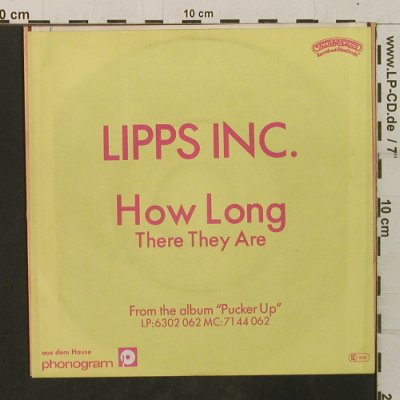 0 cm
10 cm
Casablanca
LIPPS INC.
How Long
There They Are
From the album "Pucker Up"
LP:6302 062 MC:7144 062
aus dem Hause
phonogram
www.LP-CD.de / 7"
10 cm